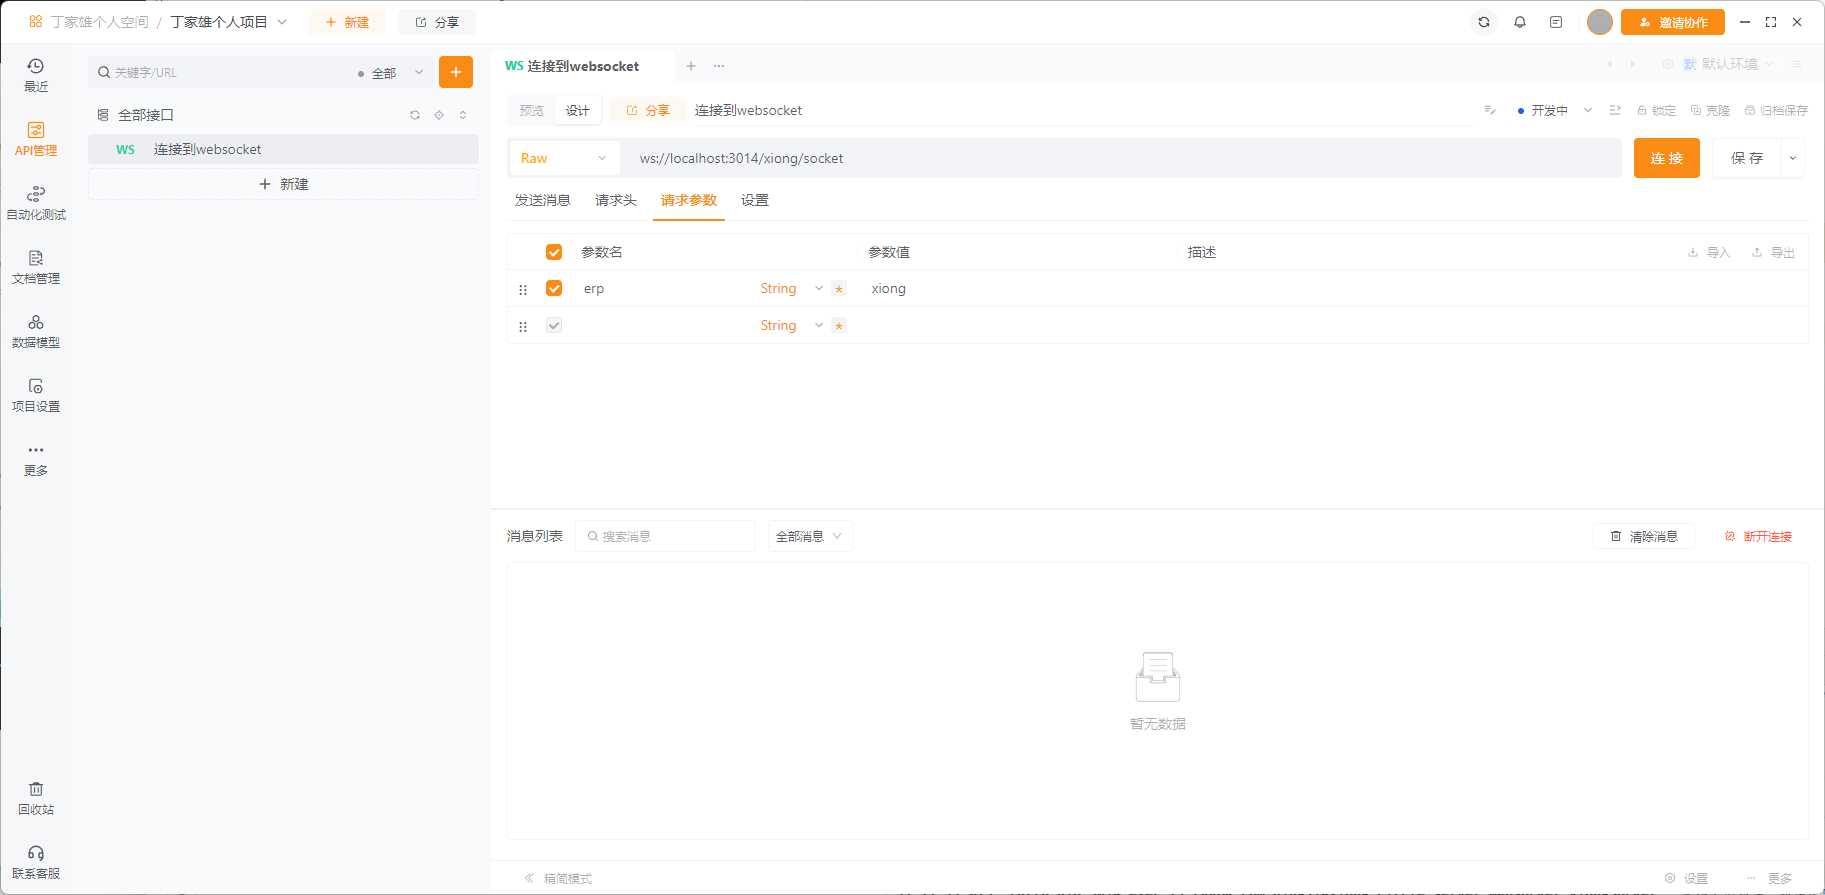 丁家雄个人空间 / 丁家雄个人项目
新建
分享
邀请协作
最近
API管理
自动化测试
文档管理
数据模型
项目设置
更多
回收站
联系客服
关键字/URL
全部
全部接口
WS 连接到websocket
新建
WS 连接到websocket
默 默认环境
预览 设计 分享 连接到websocket
开发中 锁定 克隆 归档保存
Raw ws://localhost:3014/xiong/socket 连 接 保 存
发送消息 请求头 请求参数 设置
参数名 参数值 描述 导入 导出
erp String * xiong
String *
消息列表 搜索消息 全部消息 清除消息 断开连接
暂无数据
精简模式 设置 更多